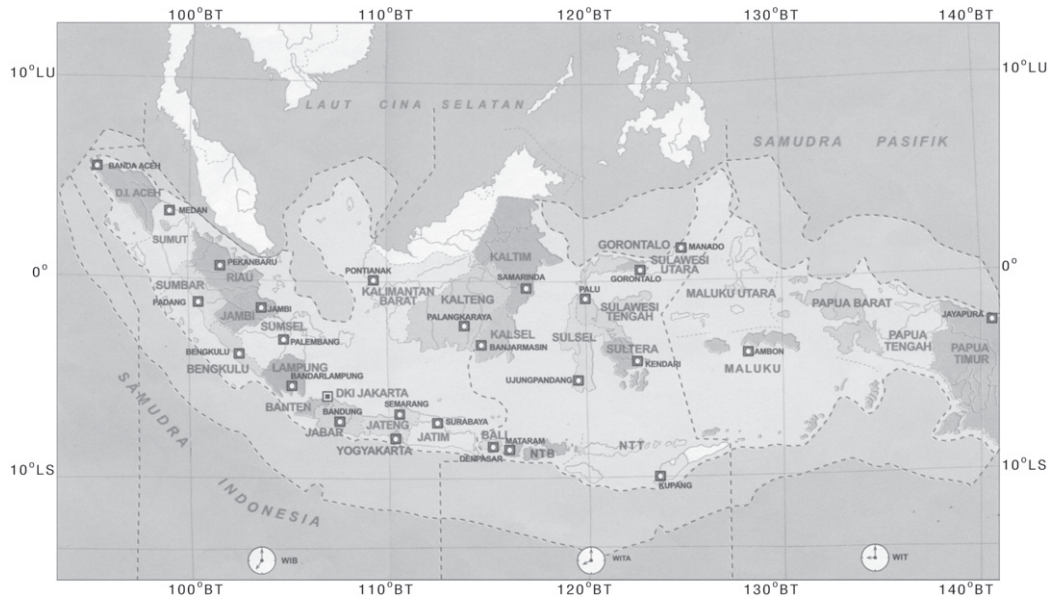 100°BT 110°BT 120°BT 130°BT 140°BT
10°LU
10°LU
LAUT CINA SELATAN
SAMUDRA PASIFIK
BANDA ACEH
D.I. ACEH
MEDAN
SUMUT
GORONTALO
MANADO
KALTIM
SULAWESI
UTARA
PEKANBARU
RIAU
PONTIANAK
GORONTALO
0°
0°
SUMBAR
KALIMANTAN
BARAT
SAMARINDA
PALU
MALUKU UTARA
PADANG
KALTENG
PAPUA BARAT
JAMBI
JAMBI
SULAWESI
TENGAH
PALANGKARAYA
JAYAPURA
SUMSEL
KALSEL
SULSEL
PAPUA
TENGAH
PALEMBANG
BANJARMASIN
SULTERA
AMBON
PAPUA
TIMUR
BENGKULU
BENGKULU
KENDARI
MALUKU
LAMPUNG
BANDARLAMPUNG
UJUNGPANDANG
DKI JAKARTA
BANTEN
BANDUNG
SEMARANG
SURABAYA
JABAR
JATENG
JATIM
BALI
MATARAM
YOGYAKARTA
DENPASAR
NTB
NTT
10°LS
10°LS
KUPANG
SAMUDRA
INDONESIA
WIB
WITA
WIT
100°BT 110°BT 120°BT 130°BT 140°BT